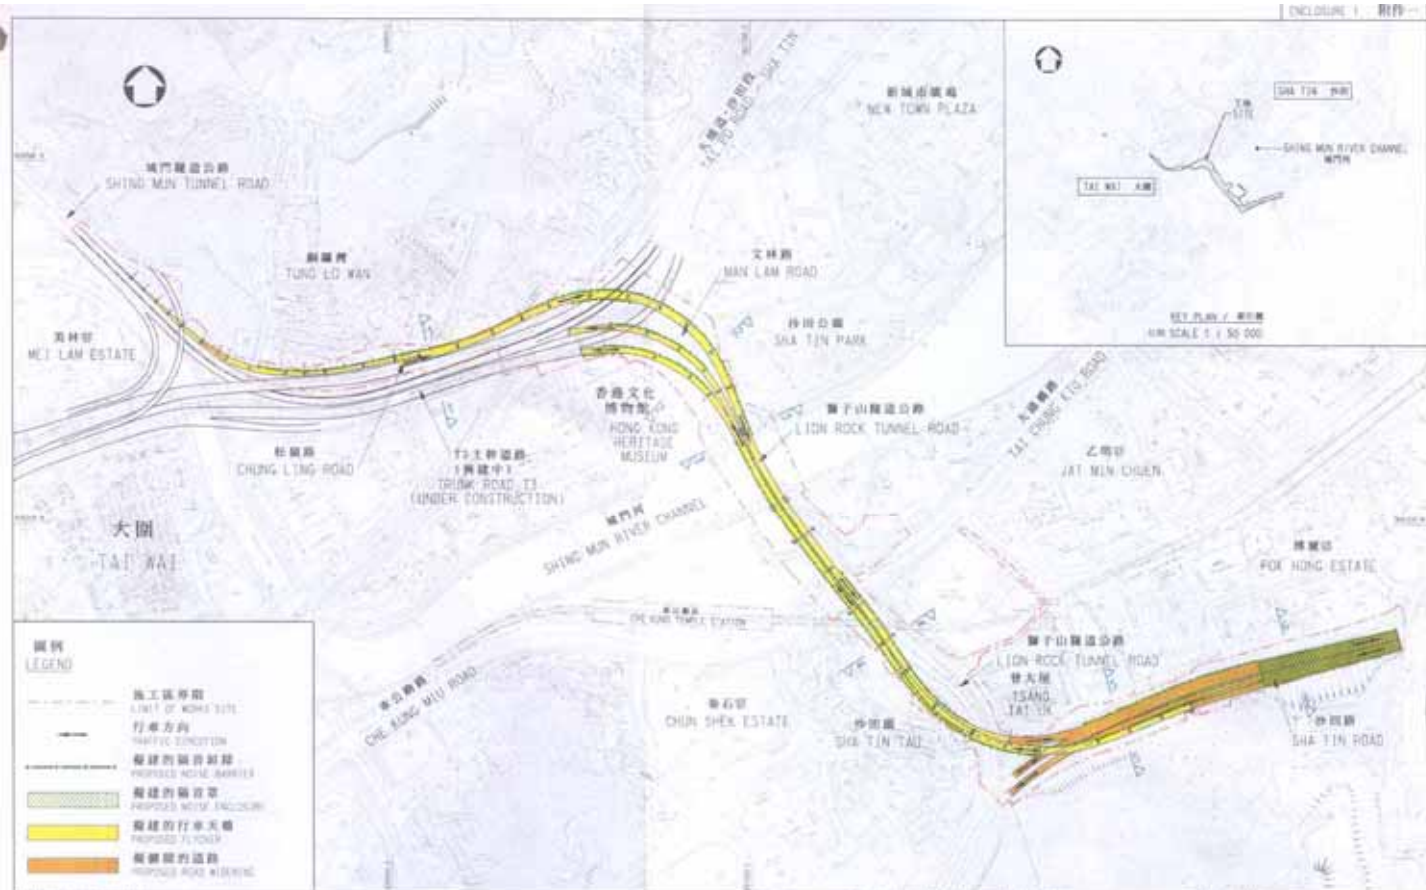 ENCLOSURE 1 附件一
城門隧道公路
SHING MUN TUNNEL ROAD
銅鑼灣
TUNG LO WAN
美林邨
MEI LAM ESTATE
大埔道-沙田段
TAI PO ROAD - SHA TIN
新城市廣場
NEW TOWN PLAZA
文林路
MAN LAM ROAD
沙田公園
SHA TIN PARK
SHA TIN 沙田
工地
SITE
SHING MUN RIVER CHANNEL
城門河
TAI WAI 大圍
KEY PLAN / 索引圖
比例 SCALE 1 : 50 000
香港文化
博物館
HONG KONG
HERITAGE
MUSEUM
獅子山隧道公路
LION ROCK TUNNEL ROAD
大涌橋路
TAI CHUNG KIU ROAD
乙明邨
JAT MIN CHUEN
松嶺路
CHUNG LING ROAD
T3主幹道路
(興建中)
TRUNK ROAD T3
(UNDER CONSTRUCTION)
城門河
SHING MUN RIVER CHANNEL
大圍
TAI WAI
博康邨
POK HONG ESTATE
車公廟站
CHE KUNG TEMPLE STATION
車公廟路
CHE KUNG MIU ROAD
秦石邨
CHUN SHEK ESTATE
沙田頭
SHA TIN TAU
獅子山隧道公路
LION ROCK TUNNEL ROAD
曾大屋
TSANG
TAI UK
沙田路
SHA TIN ROAD
圖例
LEGEND
施工區界限
LIMIT OF WORKS SITE
行車方向
TRAFFIC DIRECTION
擬建的隔音屏障
PROPOSED NOISE BARRIER
擬建的隔音罩
PROPOSED NOISE ENCLOSURE
擬建的行車天橋
PROPOSED FLYOVER
擬擴闊的道路
PROPOSED ROAD WIDENING